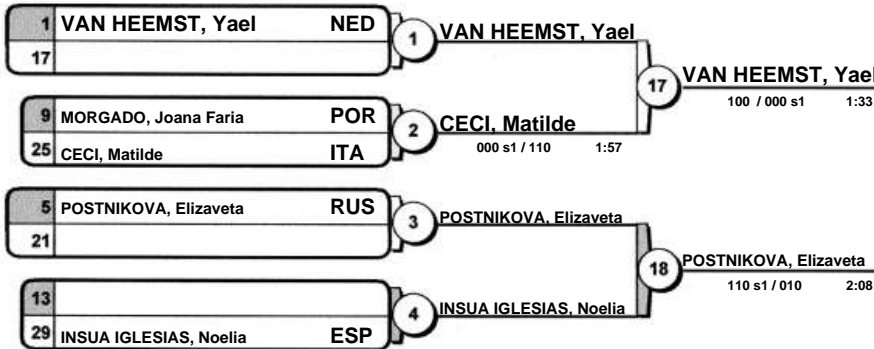 1 VAN HEEMST, Yael NED
17
1 VAN HEEMST, Yael
9 MORGADO, Joana Faria POR
25 CECI, Matilde ITA
2 CECI, Matilde
000 s1 / 110 1:57
17 VAN HEEMST, Yael
100 / 000 s1 1:33
5 POSTNIKOVA, Elizaveta RUS
21
3 POSTNIKOVA, Elizaveta
13
29 INSUA IGLESIAS, Noelia ESP
4 INSUA IGLESIAS, Noelia
18 POSTNIKOVA, Elizaveta
110 s1 / 010 2:08